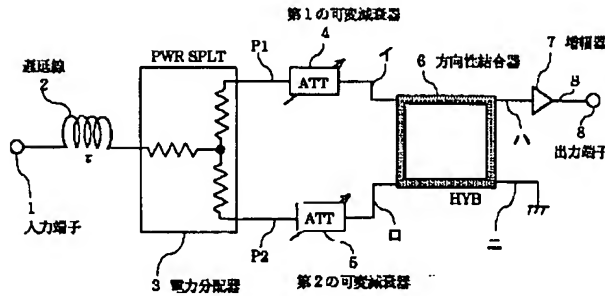 第1の可変減衰器
4
PWR SPLT
P1
ATT
イ
6 方向性結合器
7 増幅器
遅延線
2
τ
1
入力端子
ハ
8
8
出力端子
HYB
P2
ATT
ロ
ニ
3 電力分配器
5
第2の可変減衰器